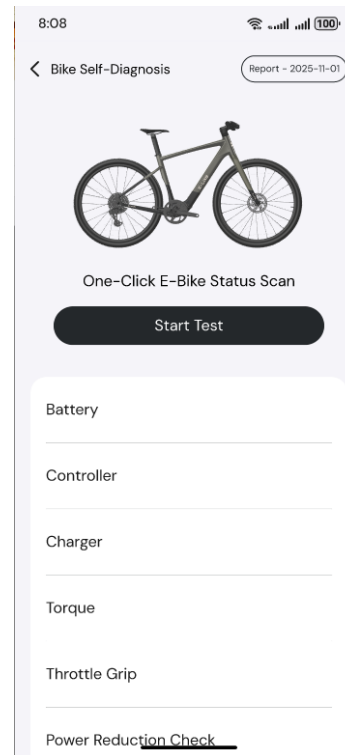 8:08
100
Bike Self-Diagnosis
Report - 2025-11-01
One-Click E-Bike Status Scan
Start Test
Battery
Controller
Charger
Torque
Throttle Grip
Power Reduction Check